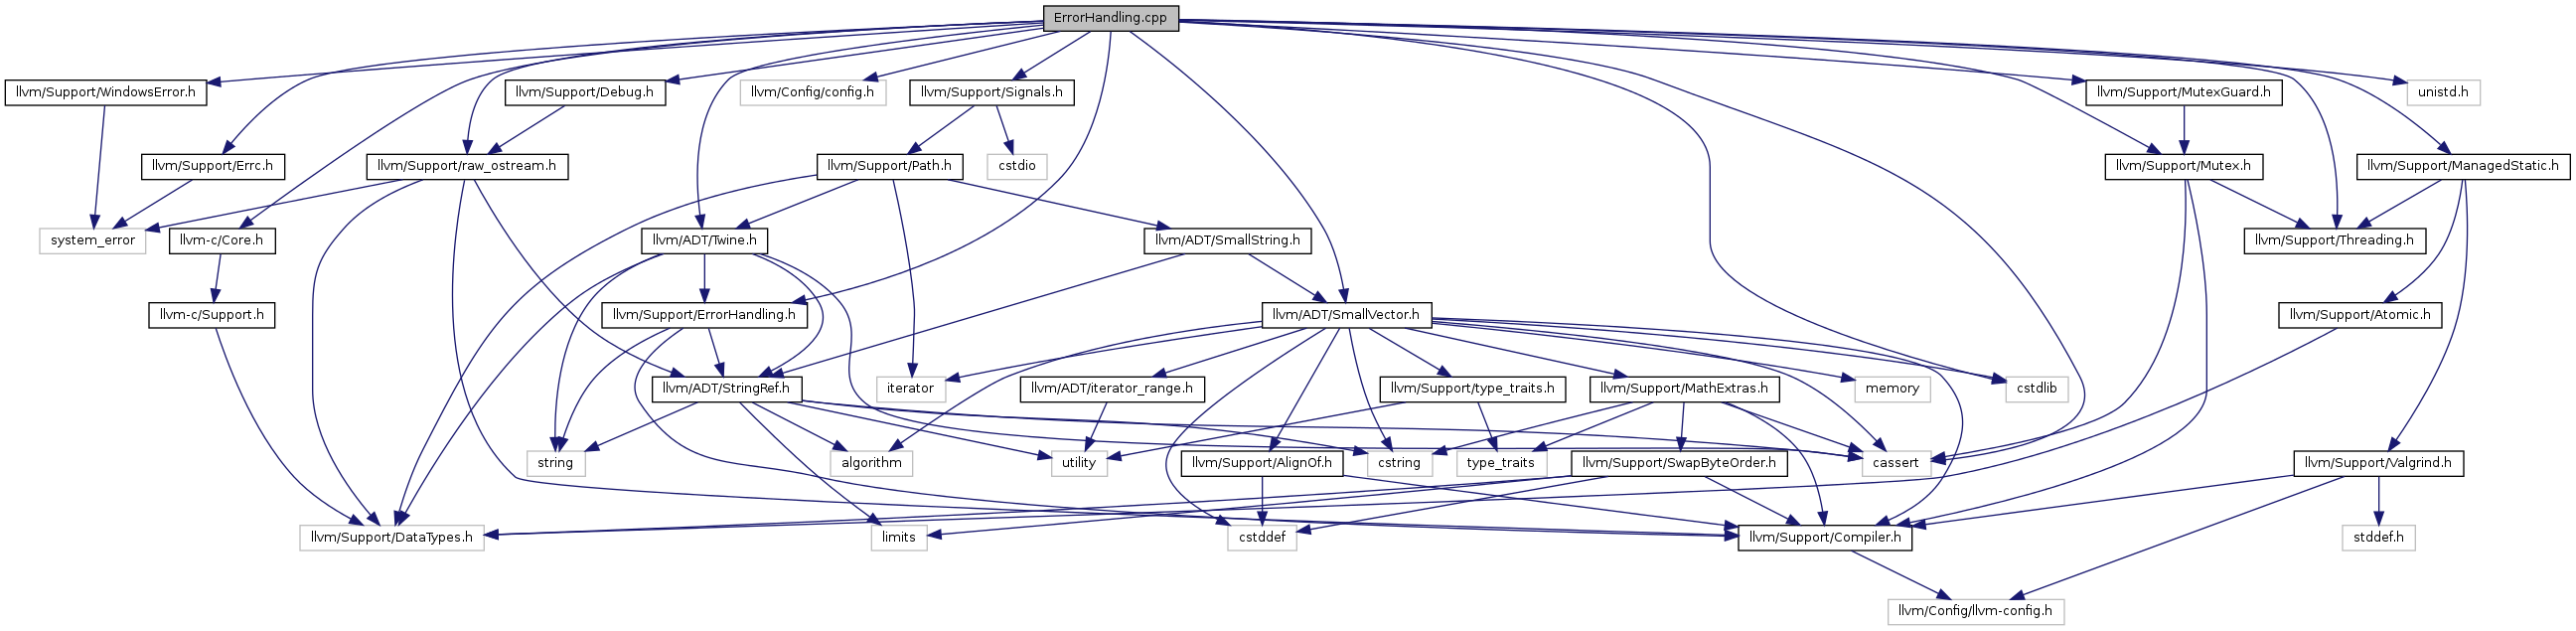 ErrorHandling.cpp
llvm/Support/WindowsError.h
llvm/Support/Debug.h
llvm/Config/config.h
llvm/Support/Signals.h
llvm/Support/MutexGuard.h
unistd.h
llvm/Support/Errc.h
llvm/Support/raw_ostream.h
llvm/Support/Path.h
cstdio
llvm/Support/Mutex.h
llvm/Support/ManagedStatic.h
system_error
llvm-c/Core.h
llvm/ADT/Twine.h
llvm/ADT/SmallString.h
llvm/Support/Threading.h
llvm-c/Support.h
llvm/Support/ErrorHandling.h
llvm/ADT/SmallVector.h
llvm/Support/Atomic.h
llvm/ADT/StringRef.h
iterator
llvm/ADT/iterator_range.h
llvm/Support/type_traits.h
llvm/Support/MathExtras.h
memory
cstdlib
string
algorithm
utility
llvm/Support/AlignOf.h
cstring
type_traits
llvm/Support/SwapByteOrder.h
cassert
llvm/Support/Valgrind.h
llvm/Support/DataTypes.h
limits
cstddef
llvm/Support/Compiler.h
stddef.h
llvm/Config/llvm-config.h